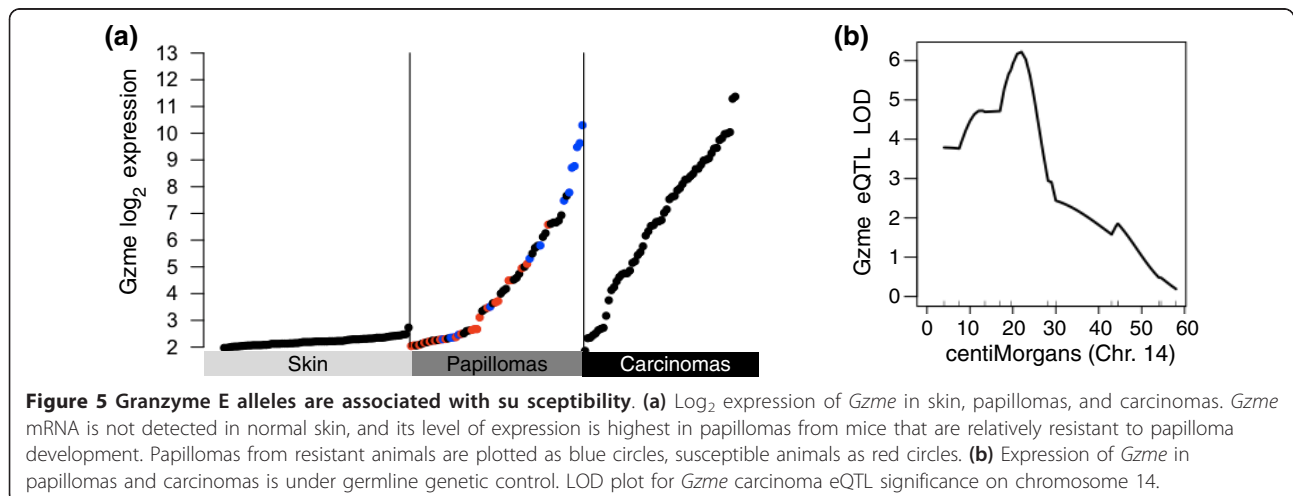 (a)
Gzme log2 expression
13
12
11
10
9
8
7
6
5
4
3
2
Skin
Papillomas
Carcinomas
(b)
Gzme eQTL LOD
6
5
4
3
2
1
0
0 10 20 30 40 50 60
centiMorgans (Chr. 14)
Figure 5 Granzyme E alleles are associated with su sceptibility. (a) Log2 expression of Gzme in skin, papillomas, and carcinomas. Gzme
mRNA is not detected in normal skin, and its level of expression is highest in papillomas from mice that are relatively resistant to papilloma
development. Papillomas from resistant animals are plotted as blue circles, susceptible animals as red circles. (b) Expression of Gzme in
papillomas and carcinomas is under germline genetic control. LOD plot for Gzme carcinoma eQTL significance on chromosome 14.